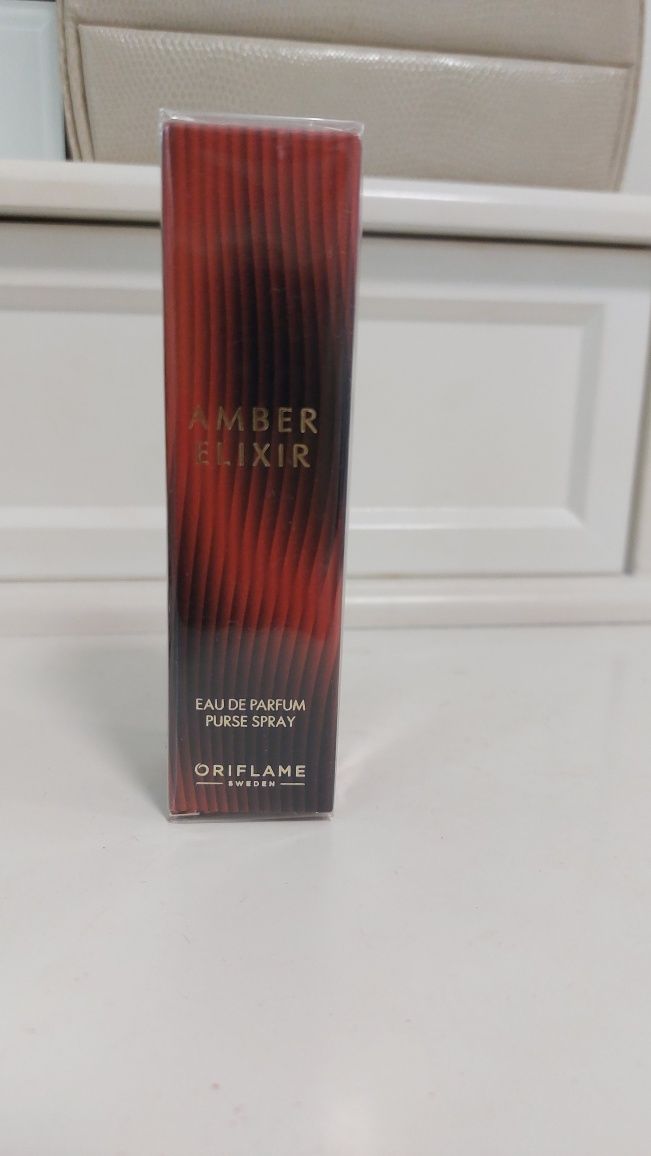 AMBER
ELIXIR
EAU DE PARFUM
PURSE SPRAY
ORIFLAME
SWEDEN